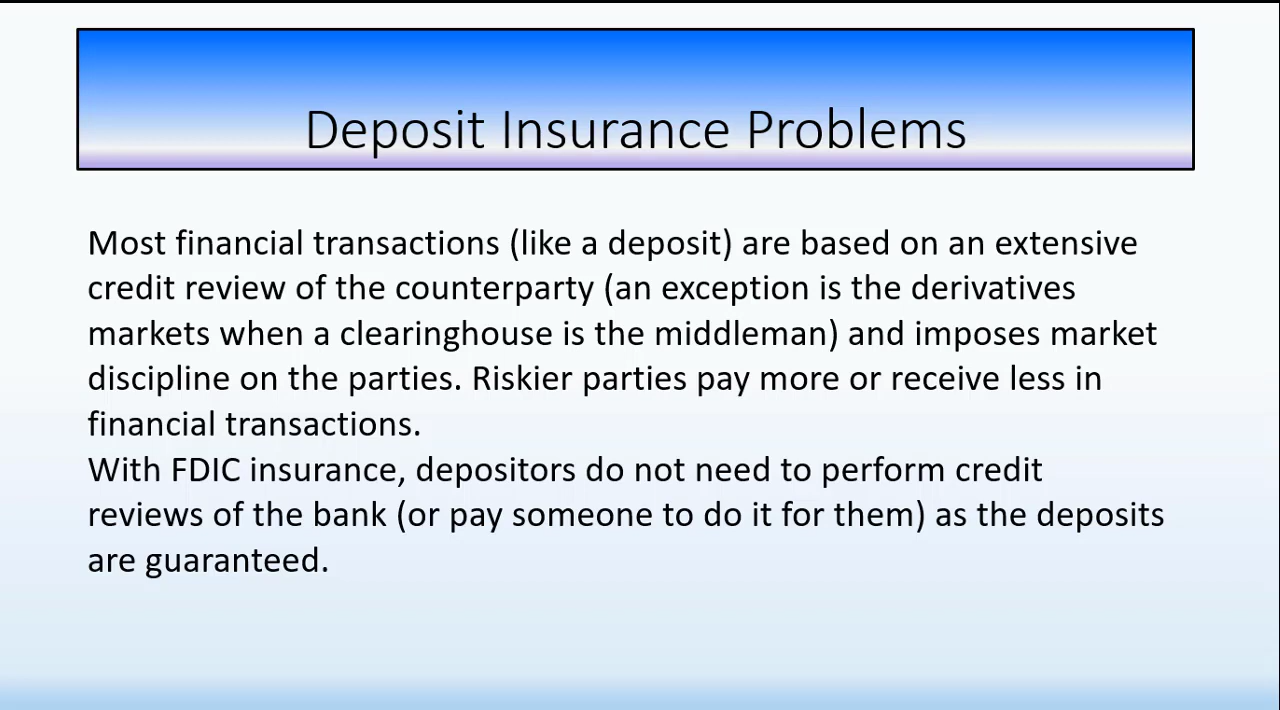 Deposit Insurance Problems
Most financial transactions (like a deposit) are based on an extensive
credit review of the counterparty (an exception is the derivatives
markets when a clearinghouse is the middleman) and imposes market
discipline on the parties. Riskier parties pay more or receive less in
financial transactions.
With FDIC insurance, depositors do not need to perform credit
reviews of the bank (or pay someone to do it for them) as the deposits
are guaranteed.